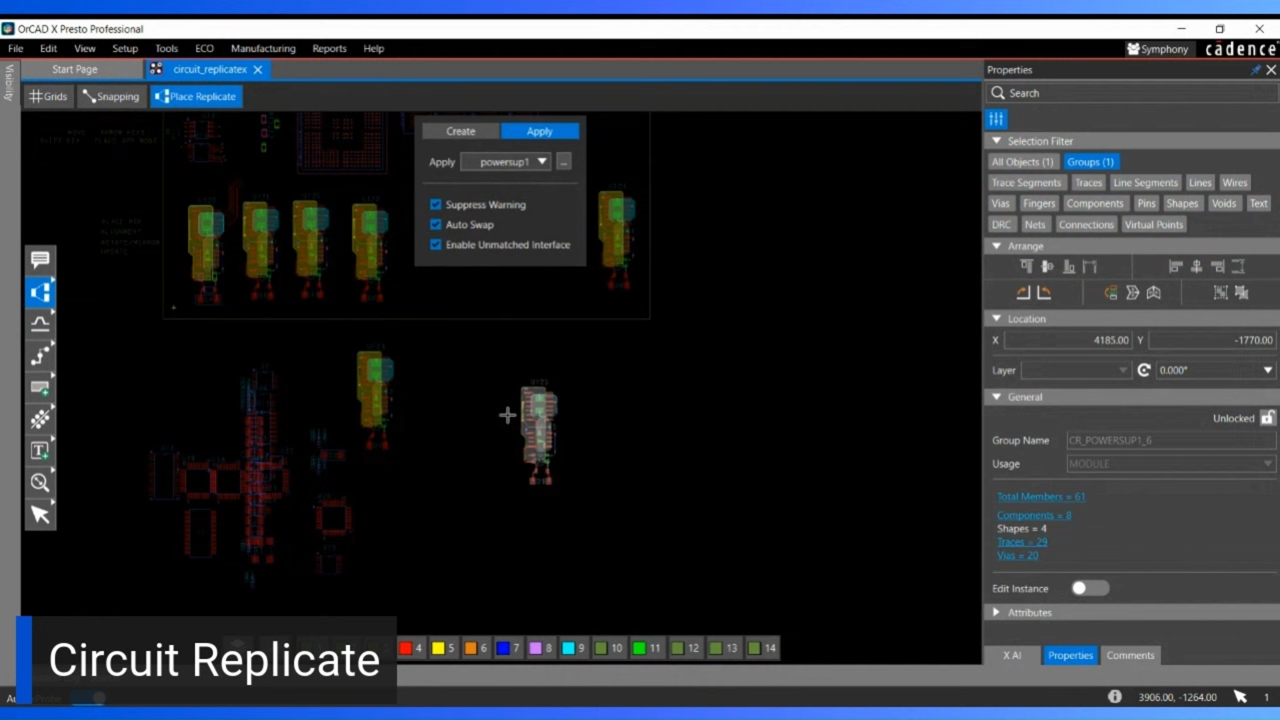 OrCAD X Presto Professional
File Edit View Setup Tools ECO Manufacturing Reports Help
Symphony cādence
Visibility
Start Page circuit_replicatex
Grids Snapping Place Replicate
Create Apply
Apply powersup1 ...
Suppress Warning
Auto Swap
Enable Unmatched Interface
Properties
Search
Selection Filter
All Objects (1) Groups (1)
Trace Segments Traces Line Segments Lines Wires
Vias Fingers Components Pins Shapes Voids Text
DRC Nets Connections Virtual Points
Arrange
Location
X 4185.00 Y -1770.00
Layer 0.000°
General
Unlocked
Group Name CR_POWERSUP1_6
Usage MODULE
Total Members = 61
Components = 8
Shapes = 4
Traces = 29
Vias = 20
Edit Instance
Attributes
4 5 6 7 8 9 10 11 12 13 14
Circuit Replicate
X AI Properties Comments
3906.00, -1264.00 1